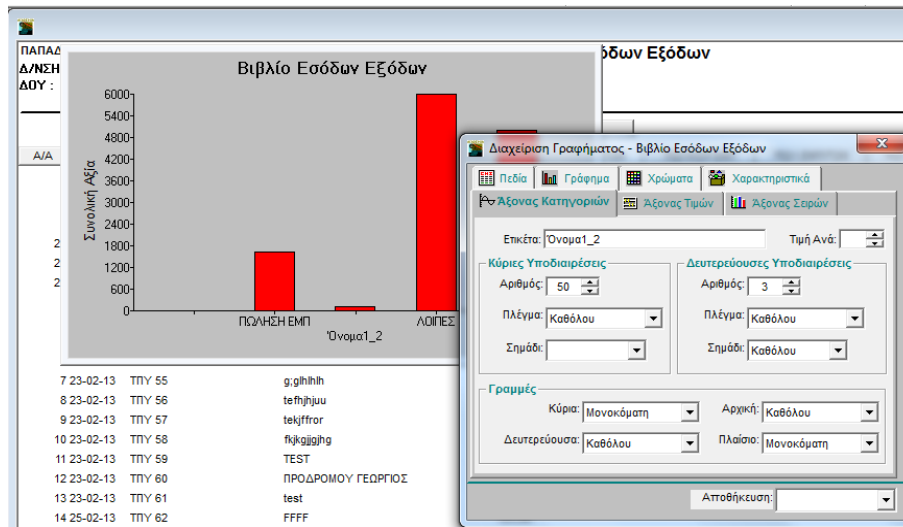 ΠΑΠΑΔ
Δ/ΝΣΗ
ΔΟΥ :
όδων Εξόδων
Α/Α
Βιβλίο Εσόδων Εξόδων
Συνολική Αξία
6000
5400
4800
4200
3600
3000
2400
1800
1200
600
0
ΠΩΛΗΣΗ ΕΜΠ
ΛΟΙΠΕΣ
Όνομα1_2
2
2
2
7 23-02-13 ΤΠΥ 55 g;glhlhlh
8 23-02-13 ΤΠΥ 56 tefhjhjuu
9 23-02-13 ΤΠΥ 57 tekjffror
10 23-02-13 ΤΠΥ 58 fkjkgjjgjhg
11 23-02-13 ΤΠΥ 59 TEST
12 23-02-13 ΤΠΥ 60 ΠΡΟΔΡΟΜΟΥ ΓΕΩΡΓΙΟΣ
13 23-02-13 ΤΠΥ 61 test
14 25-02-13 ΤΠΥ 62 FFFF
Διαχείριση Γραφήματος - Βιβλίο Εσόδων Εξόδων
Πεδία Γράφημα Χρώματα Χαρακτηριστικά
Άξονας Κατηγοριών Άξονας Τιμών Άξονας Σειρών
Ετικέτα: Όνομα1_2 Τιμή Ανά:
Κύριες Υποδιαιρέσεις Δευτερεύουσες Υποδιαιρέσεις
Αριθμός: 50 Αριθμός: 3
Πλέγμα: Καθόλου Πλέγμα: Καθόλου
Σημάδι: Σημάδι: Καθόλου
Γραμμές
Κύρια: Μονοκόματη Αρχική: Καθόλου
Δευτερεύουσα: Καθόλου Πλαίσιο: Μονοκόματη
Αποθήκευση: